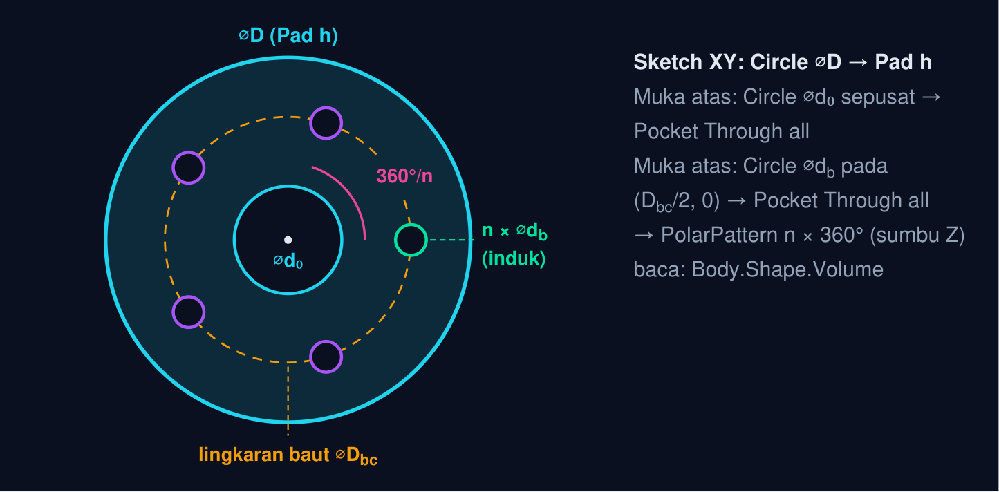 ⌀D (Pad h)
360°/n
n × ⌀d_b
(induk)
⌀d₀
lingkaran baut ⌀D_bc
Sketch XY: Circle ⌀D → Pad h
Muka atas: Circle ⌀d₀ sepusat →
Pocket Through all
Muka atas: Circle ⌀d_b pada
(D_bc/2, 0) → Pocket Through all
→ PolarPattern n × 360° (sumbu Z)
baca: Body.Shape.Volume